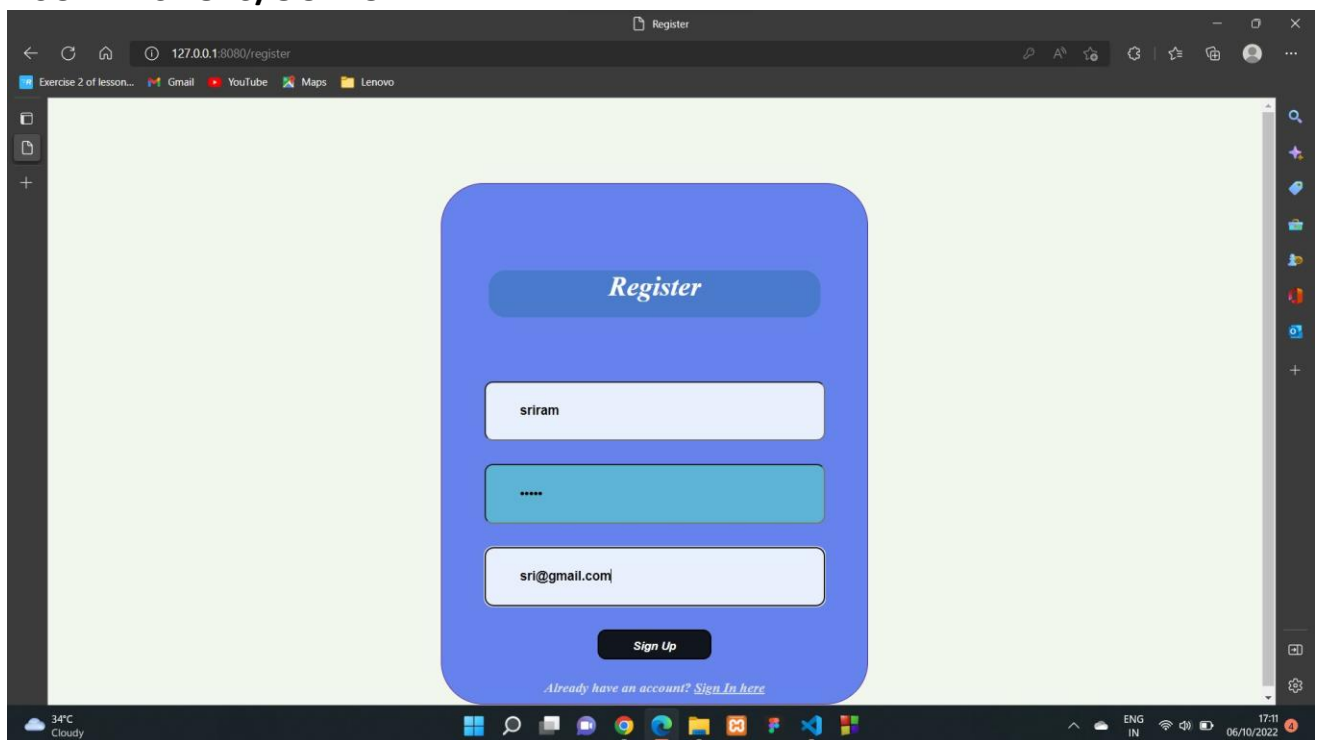 Register
127.0.0.1:8080/register
Exercise 2 of lesson... Gmail YouTube Maps Lenovo
Register
sriram
•••••
sri@gmail.com
Sign Up
Already have an account? Sign In here
34°C
Cloudy
ENG
IN
17:11
06/10/2022
4